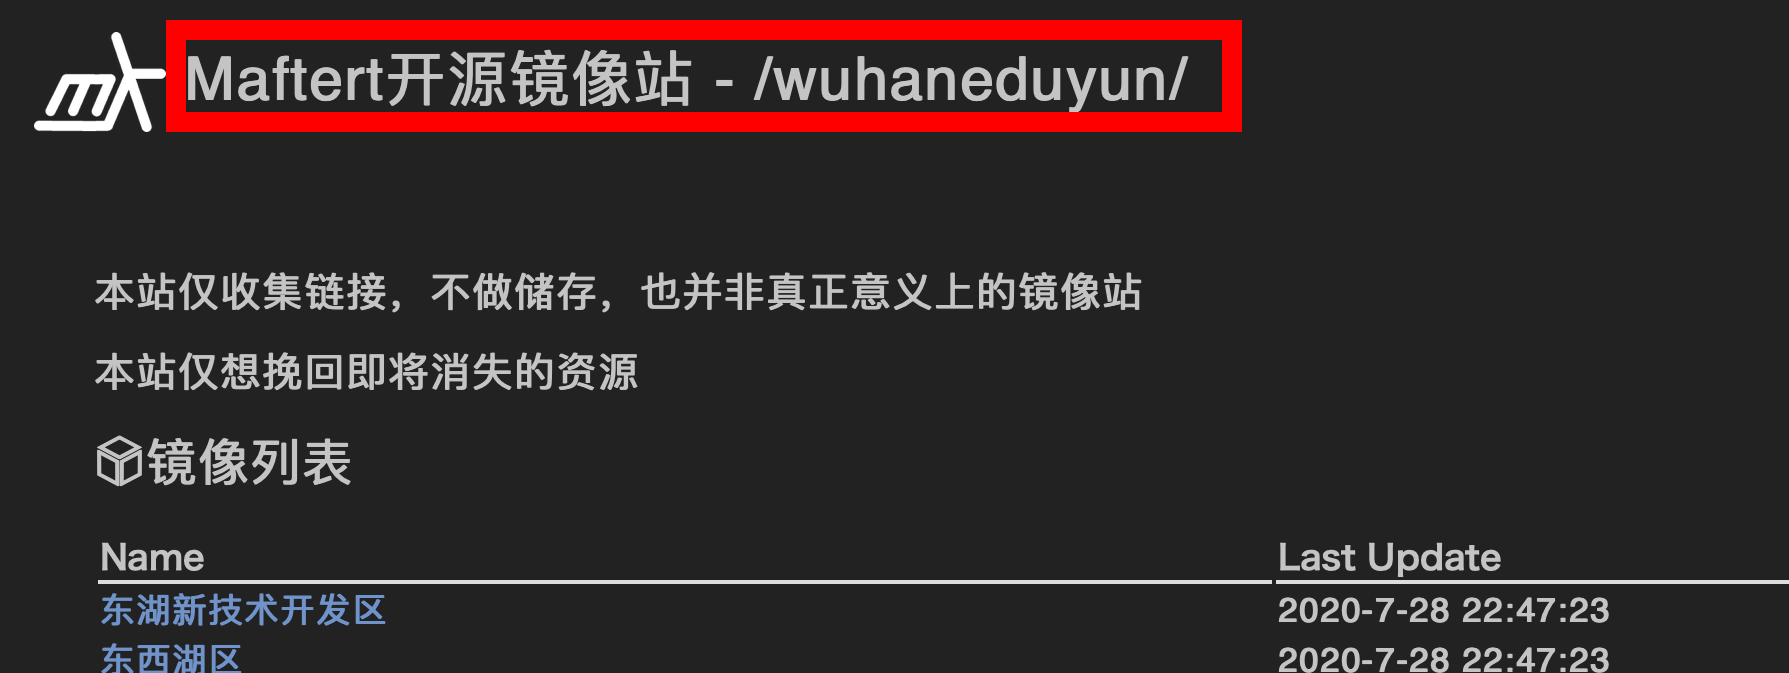 Maftert开源镜像站 - /wuhaneduyun/
本站仅收集链接，不做储存，也并非真正意义上的镜像站
本站仅想挽回即将消失的资源
镜像列表
Name Last Update
东湖新技术开发区 2020-7-28 22:47:23
东西湖区 2020-7-28 22:47:23